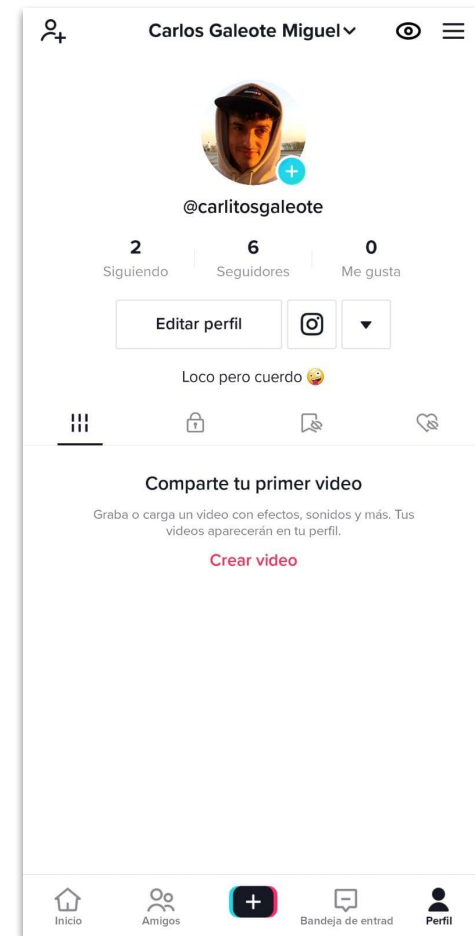 Carlos Galeote Miguel
@carlitosgaleote
2 6 0
Siguiendo Seguidores Me gusta
Editar perfil
Loco pero cuerdo 🤪
Comparte tu primer video
Graba o carga un video con efectos, sonidos y más. Tus
videos aparecerán en tu perfil.
Crear video
Inicio Amigos Bandeja de entrad Perfil